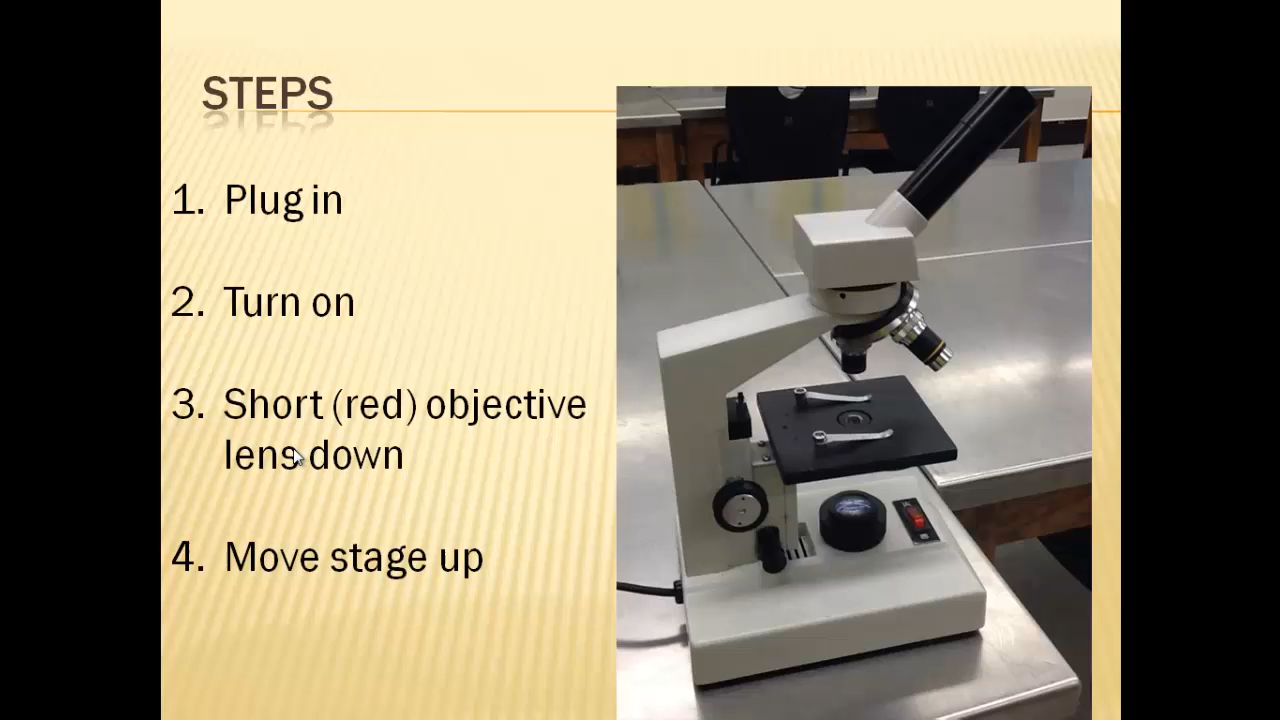 STEPS
1. Plug in
2. Turn on
3. Short (red) objective
lens down
4. Move stage up